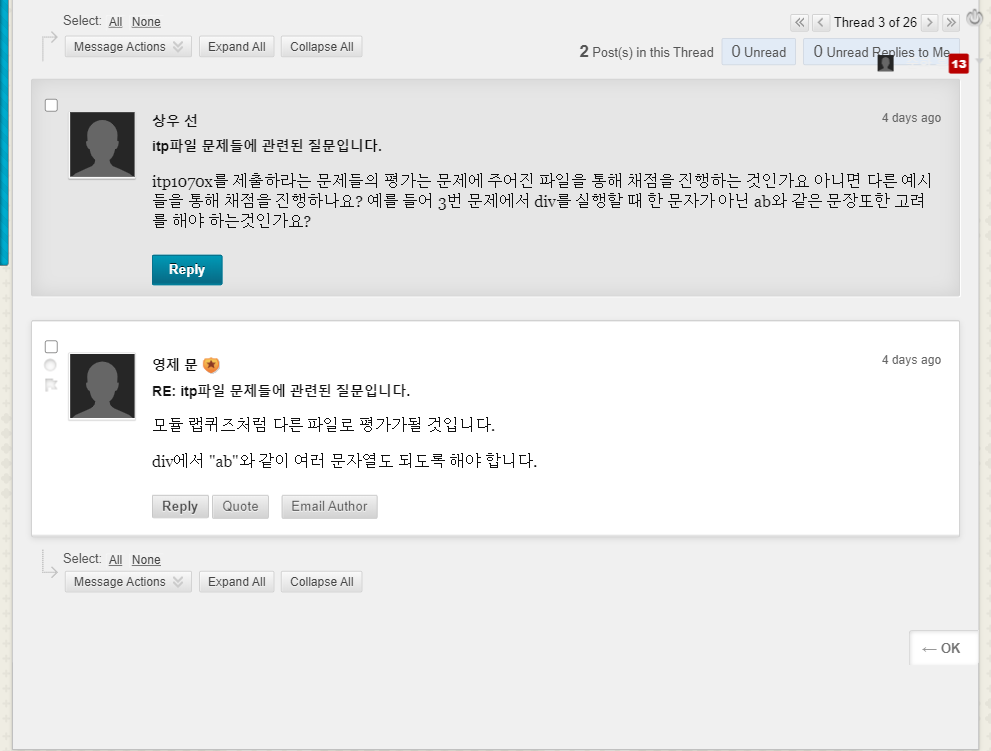 Select: All None
Thread 3 of 26
Message Actions Expand All Collapse All
2 Post(s) in this Thread 0 Unread 0 Unread Replies to Me
13
상우 선
4 days ago
itp파일 문제들에 관련된 질문입니다.
itp1070x를 제출하라는 문제들의 평가는 문제에 주어진 파일을 통해 채점을 진행하는 것인가요 아니면 다른 예시
들을 통해 채점을 진행하나요? 예를 들어 3번 문제에서 div를 실행할 때 한 문자가 아닌 ab와 같은 문장또한 고려
를 해야 하는것인가요?
Reply
영제 문
4 days ago
RE: itp파일 문제들에 관련된 질문입니다.
모듈 랩퀴즈처럼 다른 파일로 평가가될 것입니다.
div에서 "ab"와 같이 여러 문자열도 되도록 해야 합니다.
Reply Quote Email Author
Select: All None
Message Actions Expand All Collapse All
← OK